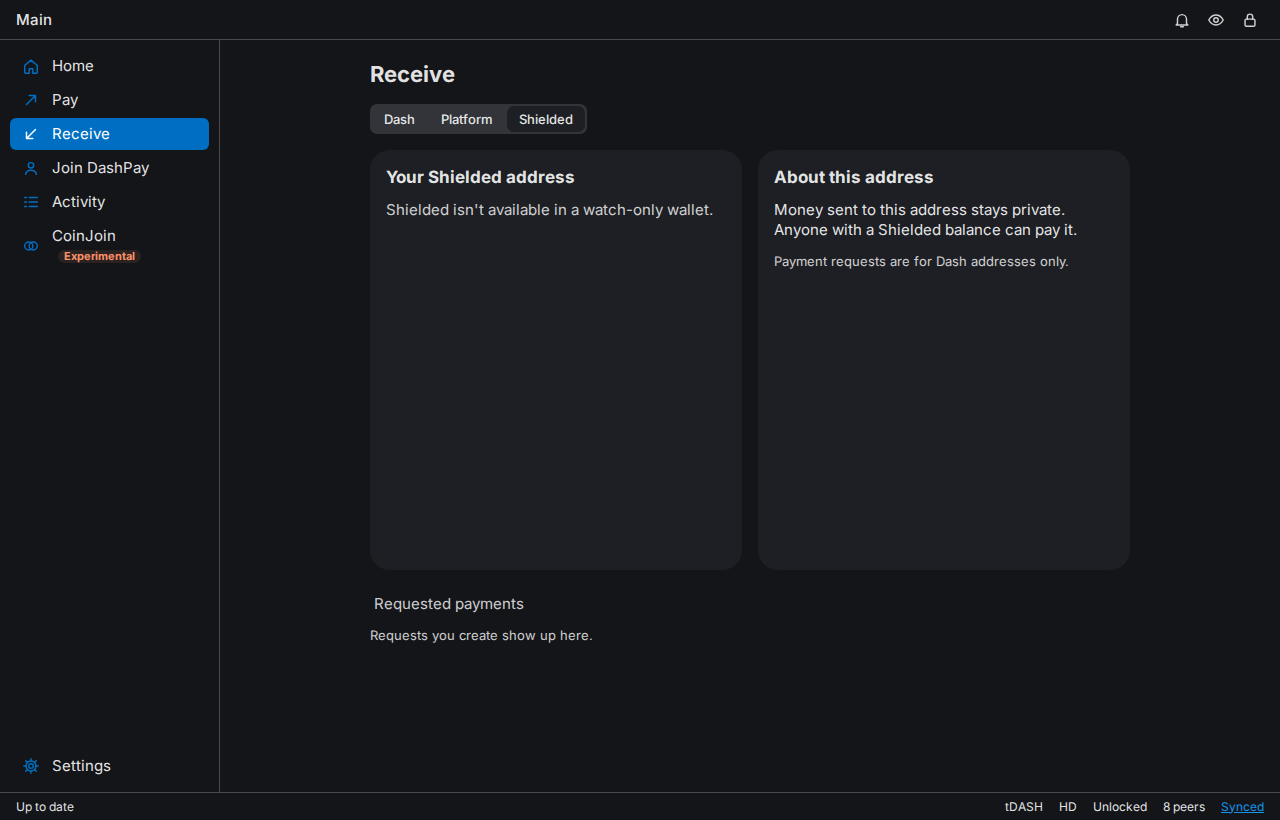 Main
Home
Pay
Receive
Join DashPay
Activity
CoinJoin
Experimental
Settings
Receive
Dash Platform Shielded
Your Shielded address
Shielded isn't available in a watch-only wallet.
About this address
Money sent to this address stays private.
Anyone with a Shielded balance can pay it.
Payment requests are for Dash addresses only.
Requested payments
Requests you create show up here.
Up to date
tDASH HD Unlocked 8 peers Synced